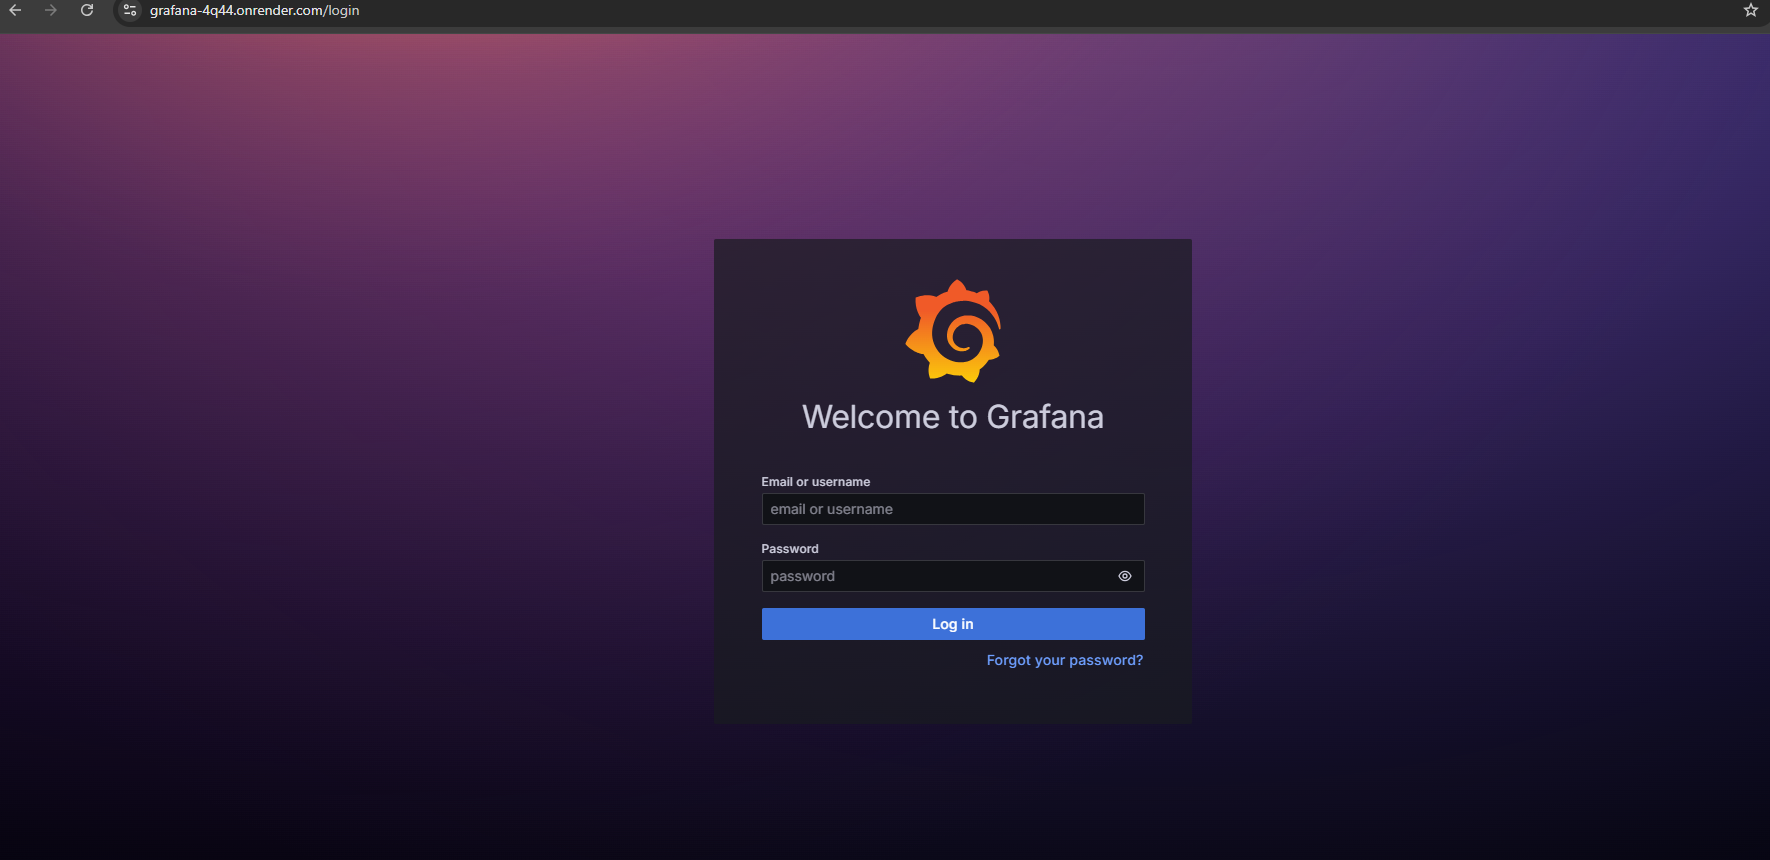 grafana-4q44.onrender.com/login
Welcome to Grafana
Email or username
email or username
Password
password
Log in
Forgot your password?